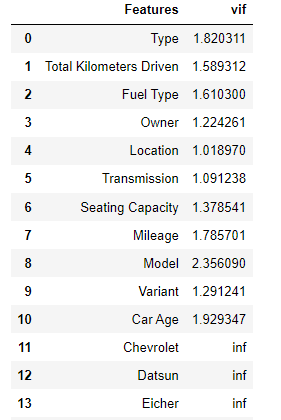 Features vif
0 Type 1.820311
1 Total Kilometers Driven 1.589312
2 Fuel Type 1.610300
3 Owner 1.224261
4 Location 1.018970
5 Transmission 1.091238
6 Seating Capacity 1.378541
7 Mileage 1.785701
8 Model 2.356090
9 Variant 1.291241
10 Car Age 1.929347
11 Chevrolet inf
12 Datsun inf
13 Eicher inf